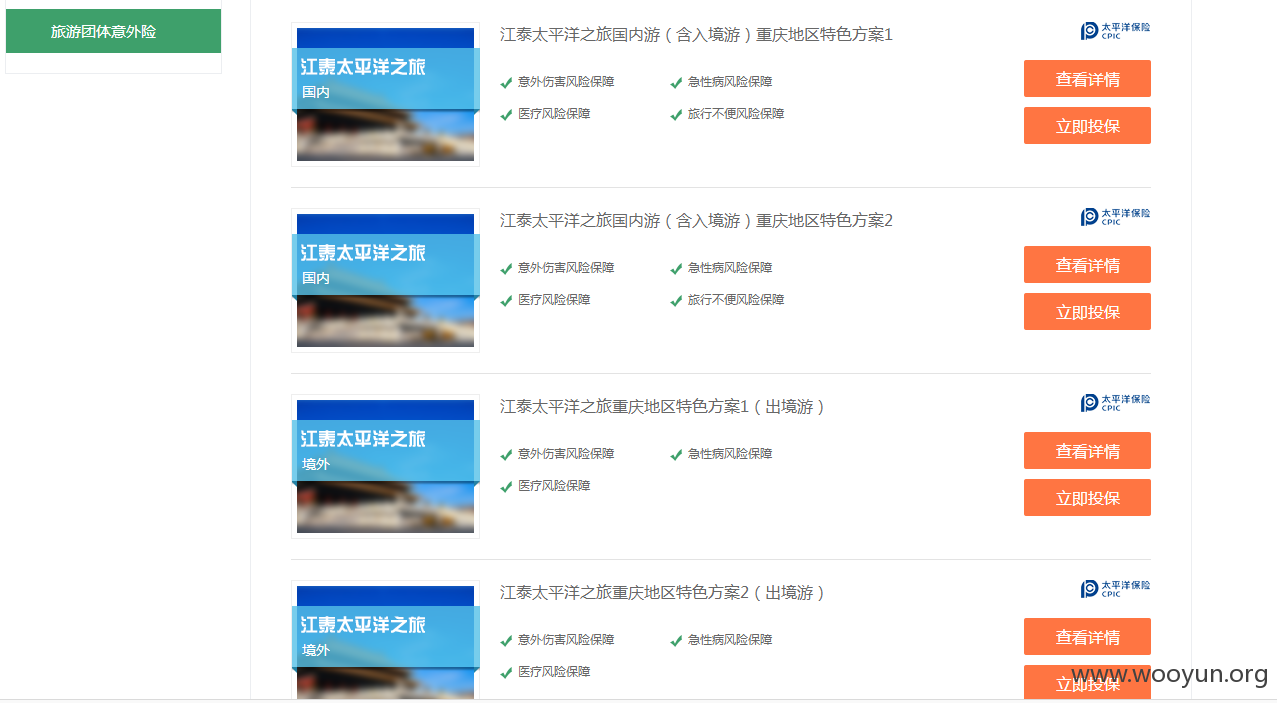 旅游团体意外险
江泰太平洋之旅
国内
江泰太平洋之旅国内游（含入境游）重庆地区特色方案1
意外伤害风险保障
急性病风险保障
医疗风险保障
旅行不便风险保障
太平洋保险
CPIC
查看详情
立即投保
江泰太平洋之旅
国内
江泰太平洋之旅国内游（含入境游）重庆地区特色方案2
意外伤害风险保障
急性病风险保障
医疗风险保障
旅行不便风险保障
太平洋保险
CPIC
查看详情
立即投保
江泰太平洋之旅
境外
江泰太平洋之旅重庆地区特色方案1（出境游）
意外伤害风险保障
急性病风险保障
医疗风险保障
太平洋保险
CPIC
查看详情
立即投保
江泰太平洋之旅
境外
江泰太平洋之旅重庆地区特色方案2（出境游）
意外伤害风险保障
急性病风险保障
医疗风险保障
太平洋保险
CPIC
查看详情
立即投保
www.wooyun.org